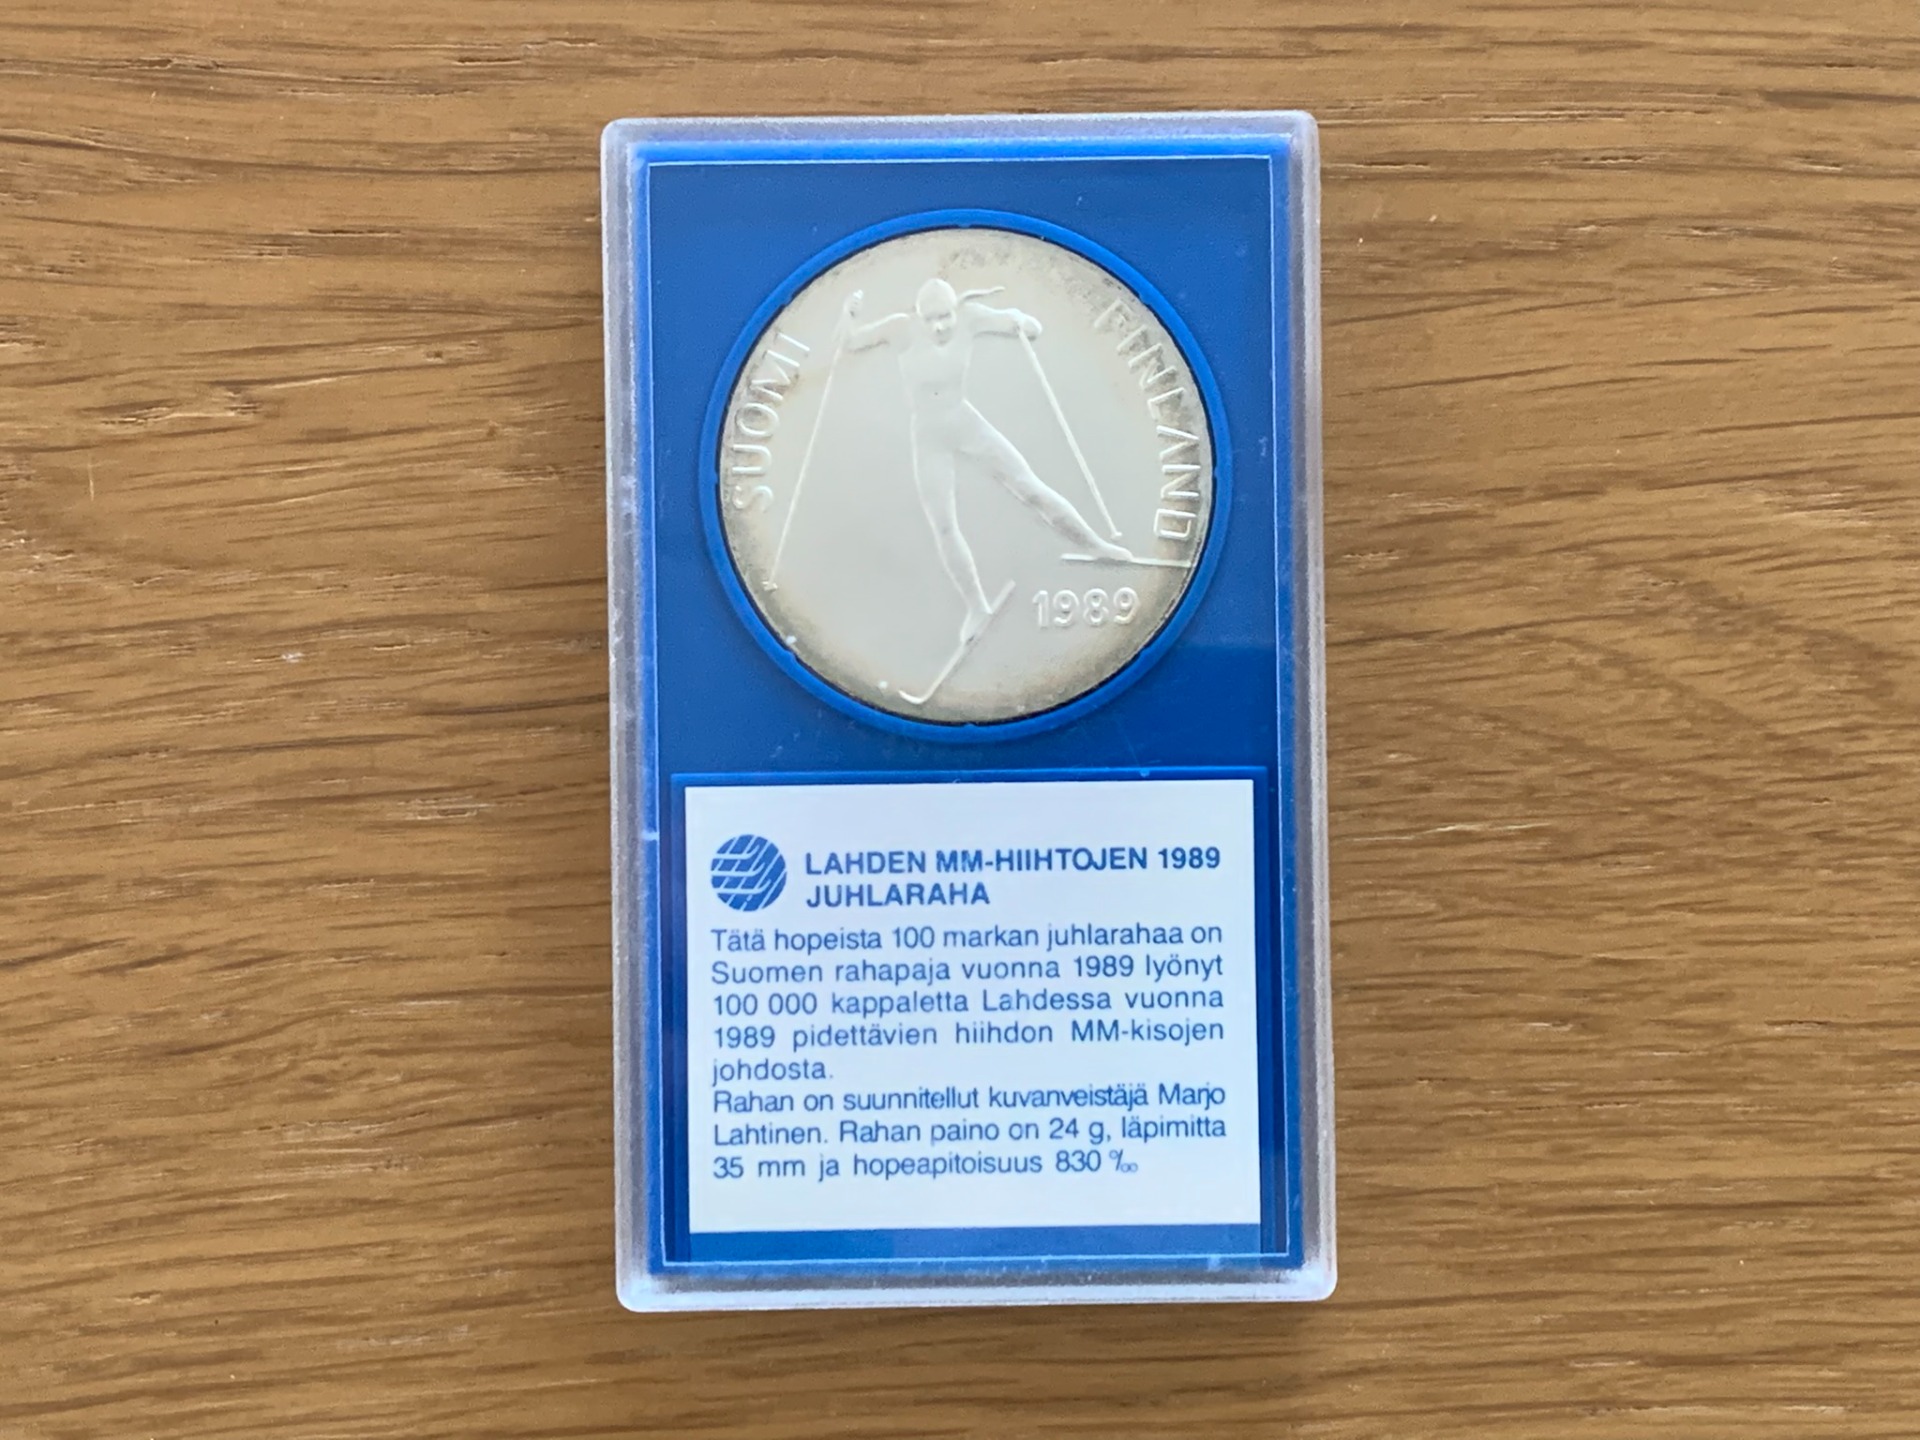 SUOMI
FINLAND
1989
LAHDEN MM-HIIHTOJEN 1989
JUHLARAHA
Tätä hopeista 100 markan juhlarahaa on
Suomen rahapaja vuonna 1989 lyönyt
100 000 kappaletta Lahdessa vuonna
1989 pidettävien hiihdon MM-kisojen
johdosta.
Rahan on suunnitellut kuvanveistäjä Marjo
Lahtinen. Rahan paino on 24 g, läpimitta
35 mm ja hopeapitoisuus 830 ‰